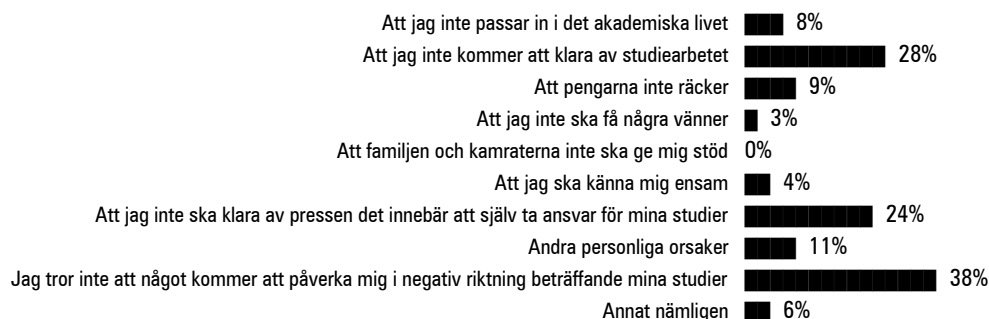 Att jag inte passar in i det akademiska livet 8%
Att jag inte kommer att klara av studiearbetet 28%
Att pengarna inte räcker 9%
Att jag inte ska få några vänner 3%
Att familjen och kamraterna inte ska ge mig stöd 0%
Att jag ska känna mig ensam 4%
Att jag inte ska klara av pressen det innebär att själv ta ansvar för mina studier 24%
Andra personliga orsaker 11%
Jag tror inte att något kommer att påverka mig i negativ riktning beträffande mina studier 38%
Annat nämligen 6%